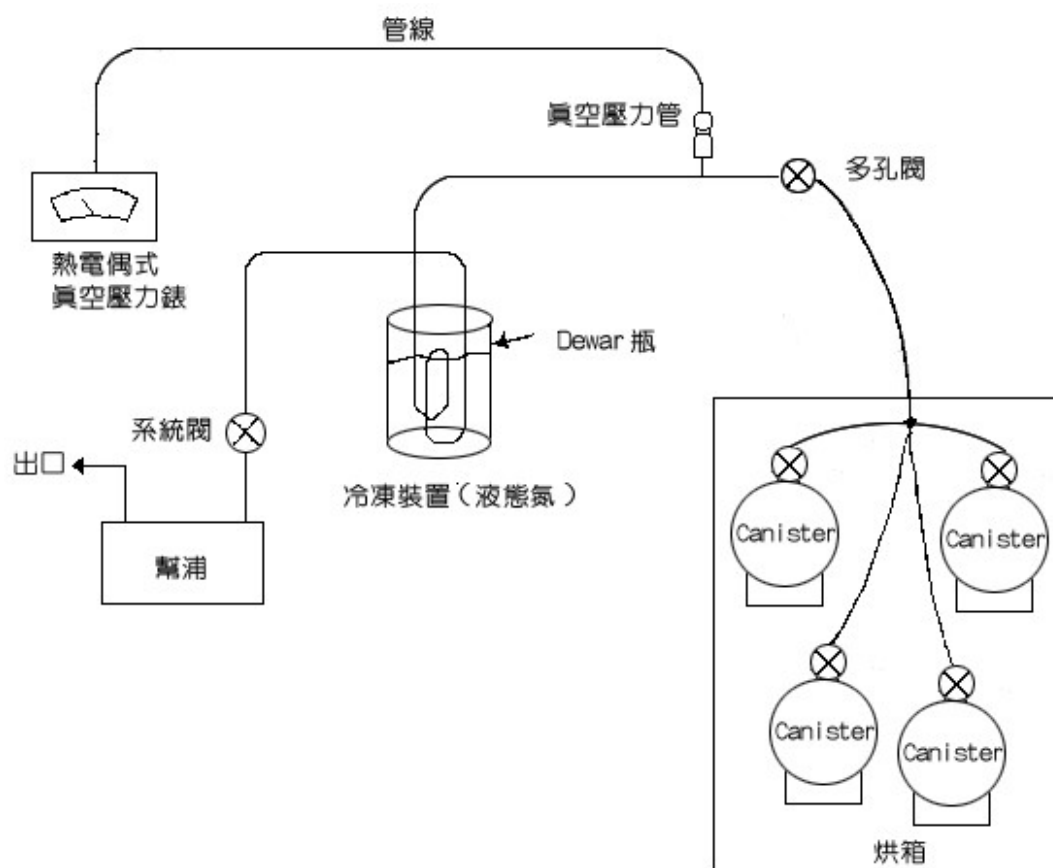 管線
眞空壓力管
多孔閥
熱電偶式
眞空壓力錶
Dewar 瓶
系統閥
出口
冷凍裝置（液態氮）
幫浦
Canister
Canister
Canister
Canister
烘箱